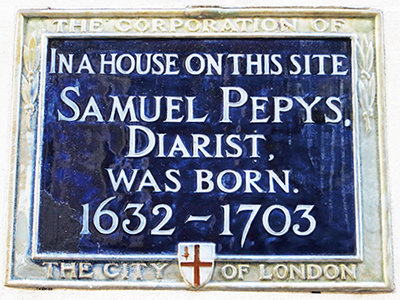 THE CORPORATION OF
IN A HOUSE ON THIS SITE
SAMUEL PEPYS,
DIARIST,
WAS BORN.
1632 – 1703
THE CITY OF LONDON